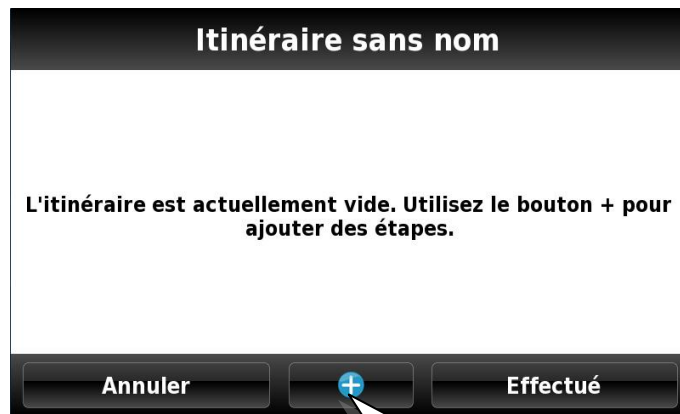 Itinéraire sans nom
L'itinéraire est actuellement vide. Utilisez le bouton + pour
ajouter des étapes.
Annuler
+
Effectué